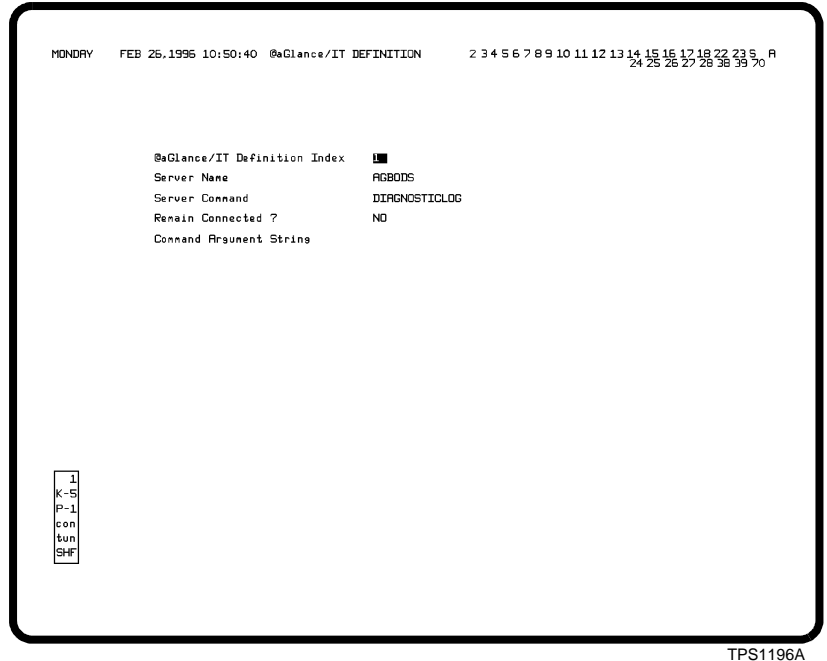 MONDAY FEB 26,1996 10:50:40 @aGlance/IT DEFINITION 2 3 4 5 6 7 8 9 10 11 12 13 14 15 16 17 18 22 23 S A
24 25 26 27 28 38 39 70
@aGlance/IT Definition Index 1
Server Name AGBODS
Server Command DIAGNOSTICLOG
Remain Connected ? NO
Command Argument String
1
K-5
P-1
con
tun
SHF
TPS1196A